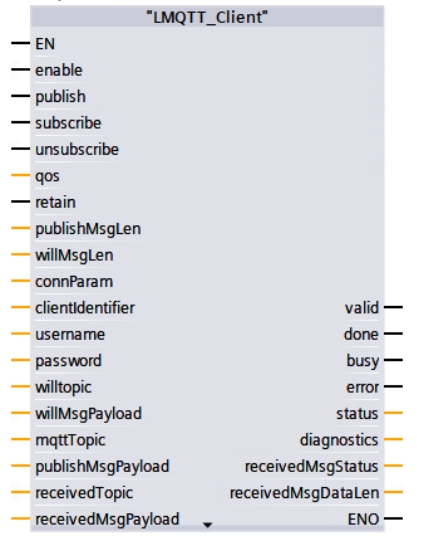 "LMQTT_Client"
EN
enable
publish
subscribe
unsubscribe
qos
retain
publishMsgLen
willMsgLen
connParam
clientIdentifier valid
username done
password busy
willtopic error
willMsgPayload status
mqttTopic diagnostics
publishMsgPayload receivedMsgStatus
receivedTopic receivedMsgDataLen
receivedMsgPayload ENO